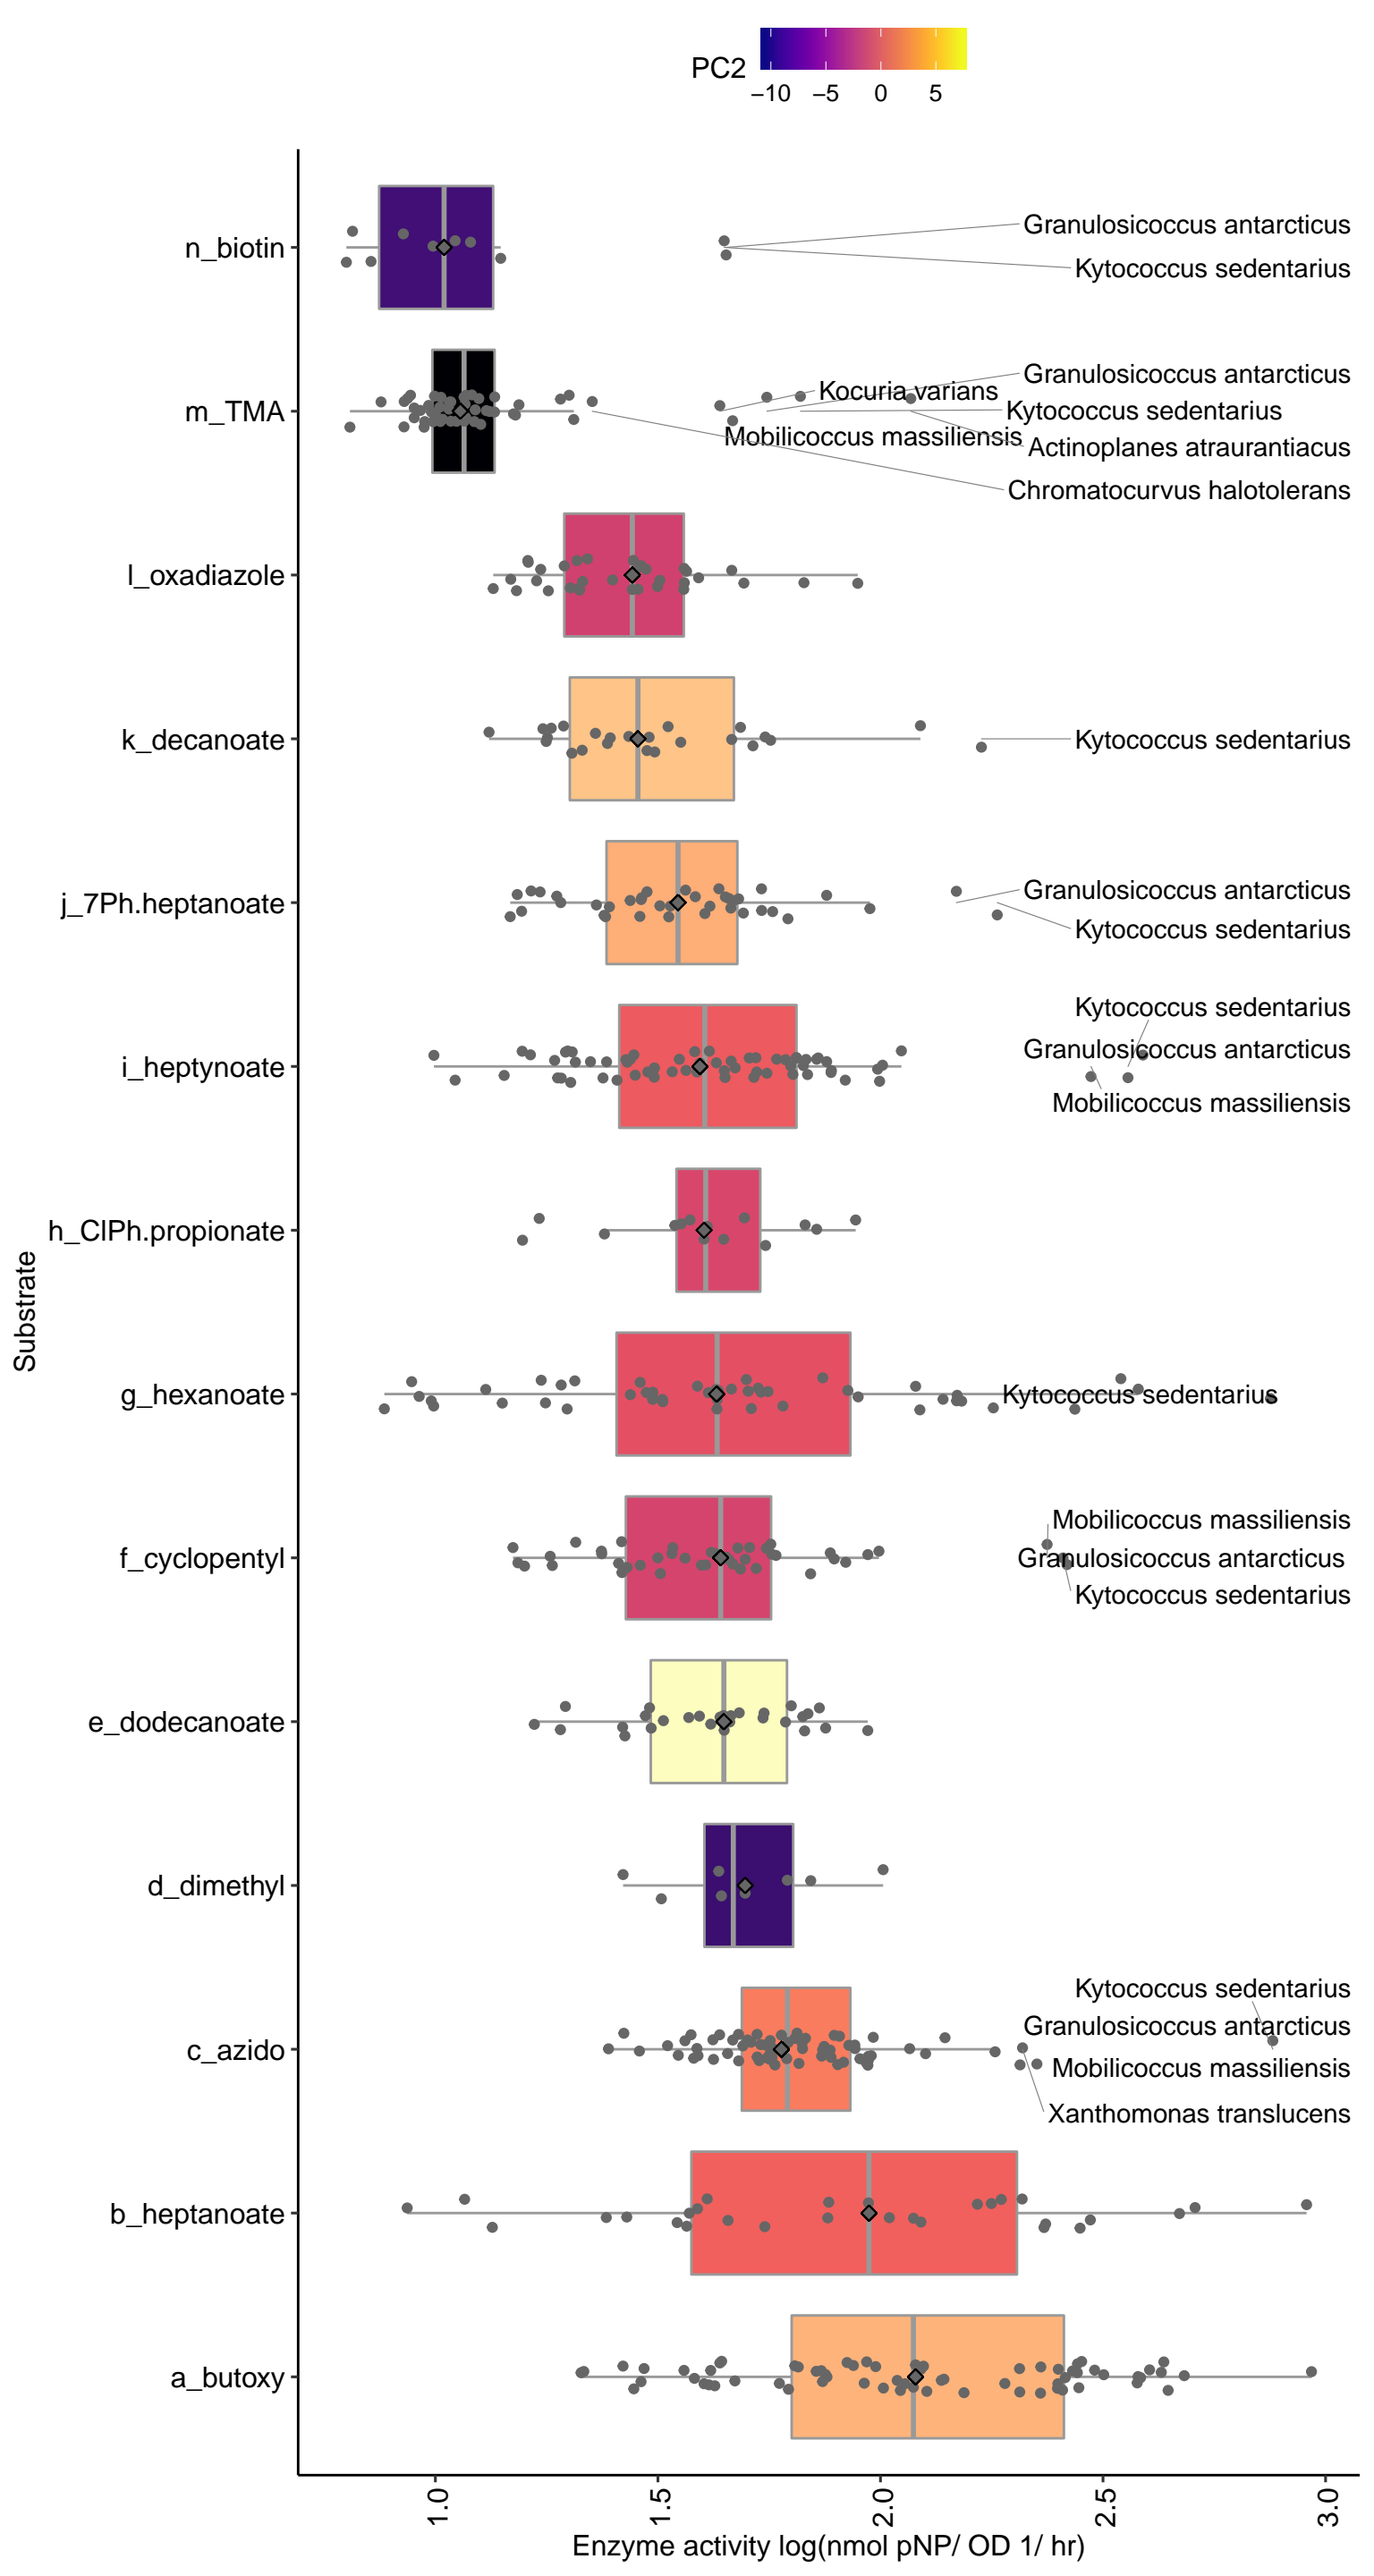 PC2
−10 −5 0 5
n_biotin
Granulosicoccus antarcticus
Kytococcus sedentarius
m_TMA
Granulosicoccus antarcticus
Kocuria varians
Kytococcus sedentarius
Mobilicoccus massiliensis
Actinoplanes atraurantiacus
Chromatocurvus halotolerans
l_oxadiazole
k_decanoate
Kytococcus sedentarius
j_7Ph.heptanoate
Granulosicoccus antarcticus
Kytococcus sedentarius
i_heptynoate
Kytococcus sedentarius
Granulosicoccus antarcticus
Mobilicoccus massiliensis
h_ClPh.propionate
Substrate
g_hexanoate
Kytococcus sedentarius
f_cyclopentyl
Mobilicoccus massiliensis
Granulosicoccus antarcticus
Kytococcus sedentarius
e_dodecanoate
d_dimethyl
c_azido
Kytococcus sedentarius
Granulosicoccus antarcticus
Mobilicoccus massiliensis
Xanthomonas translucens
b_heptanoate
a_butoxy
1.0 1.5 2.0 2.5 3.0
Enzyme activity log(nmol pNP/ OD 1/ hr)